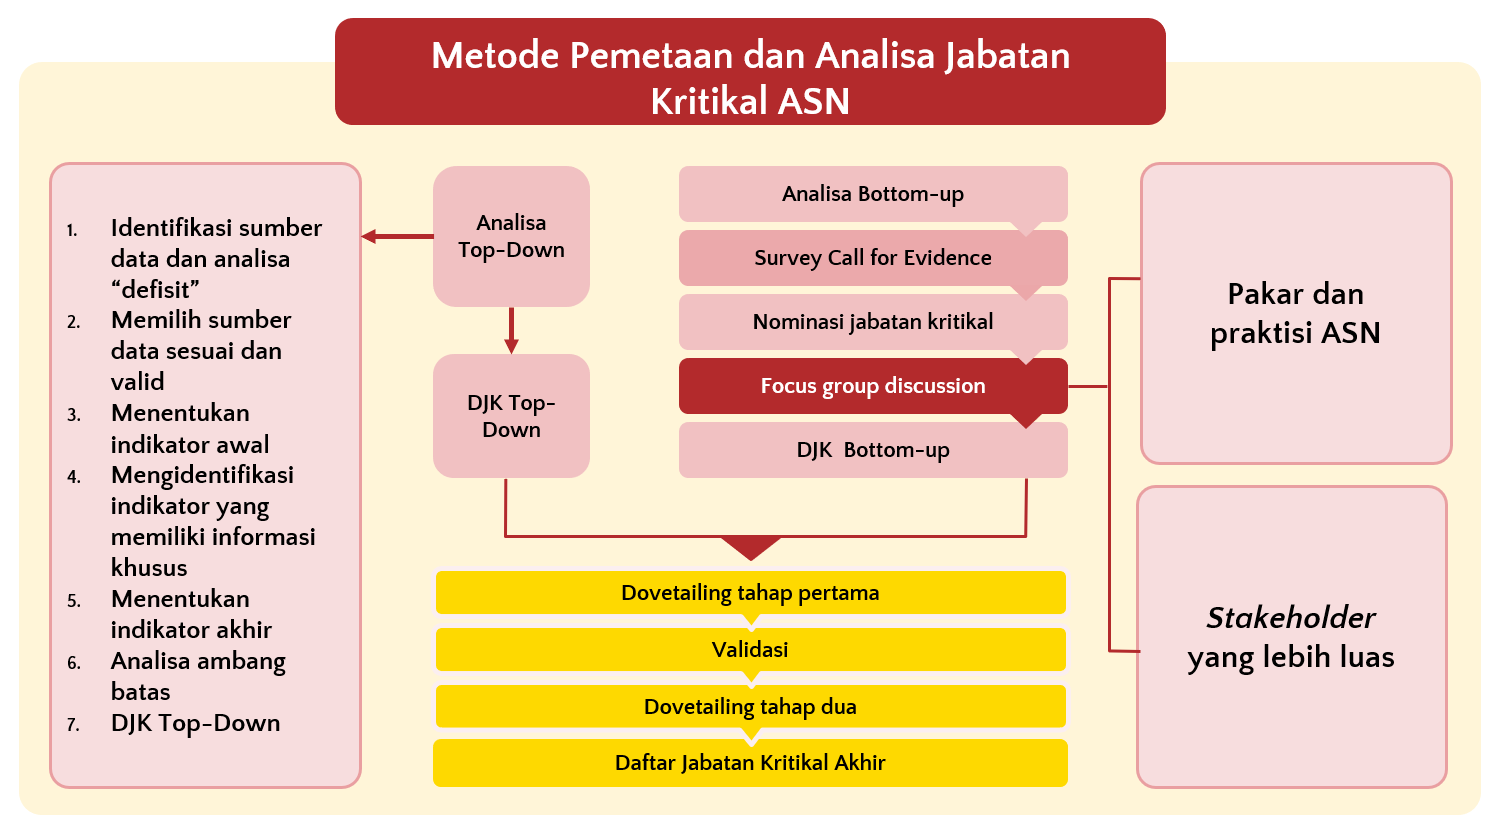 Metode Pemetaan dan Analisa Jabatan
Kritikal ASN
1. Identifikasi sumber
data dan analisa
“defisit”
2. Memilih sumber
data sesuai dan
valid
3. Menentukan
indikator awal
4. Mengidentifikasi
indikator yang
memiliki informasi
khusus
5. Menentukan
indikator akhir
6. Analisa ambang
batas
7. DJK Top-Down
Analisa
Top-Down
DJK Top-
Down
Analisa Bottom-up
Survey Call for Evidence
Nominasi jabatan kritikal
Focus group discussion
DJK Bottom-up
Dovetailing tahap pertama
Validasi
Dovetailing tahap dua
Daftar Jabatan Kritikal Akhir
Pakar dan
praktisi ASN
Stakeholder
yang lebih luas